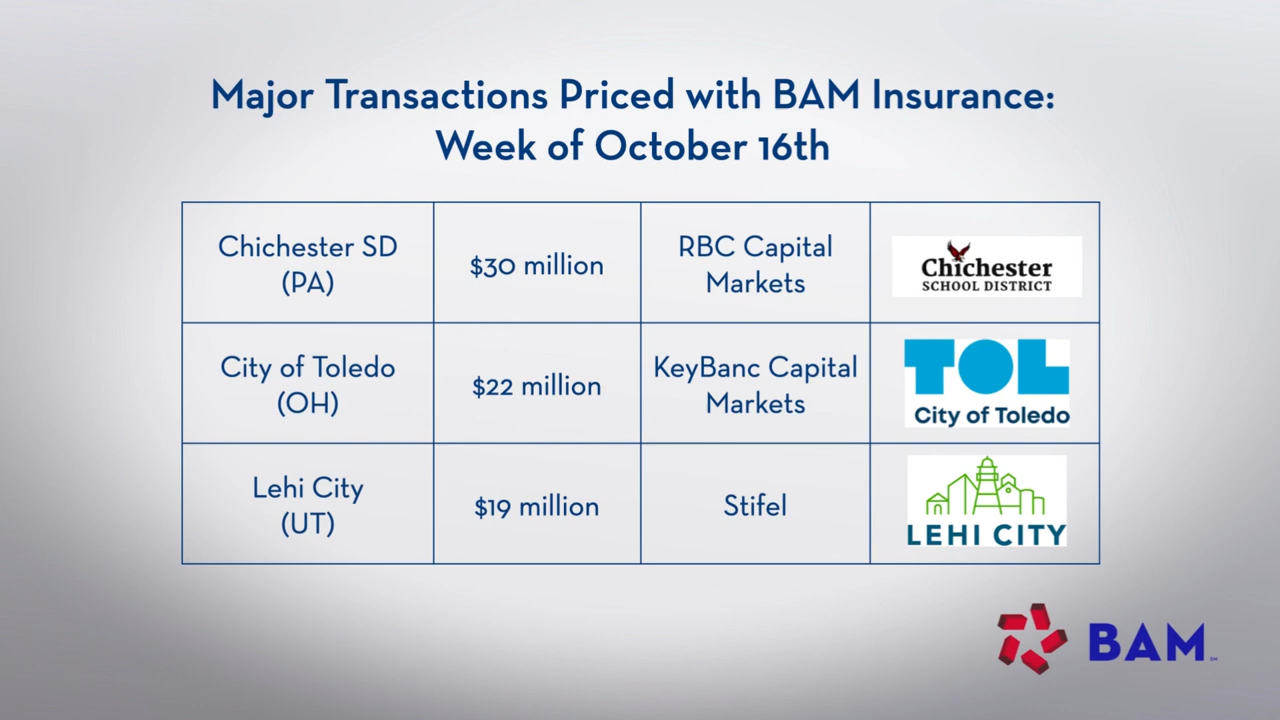 Major Transactions Priced with BAM Insurance:
Week of October 16th
Chichester SD
(PA)
$30 million
RBC Capital
Markets
Chichester
SCHOOL DISTRICT
City of Toledo
(OH)
$22 million
KeyBanc Capital
Markets
TOL
City of Toledo
Lehi City
(UT)
$19 million
Stifel
LEHI CITY
BAM